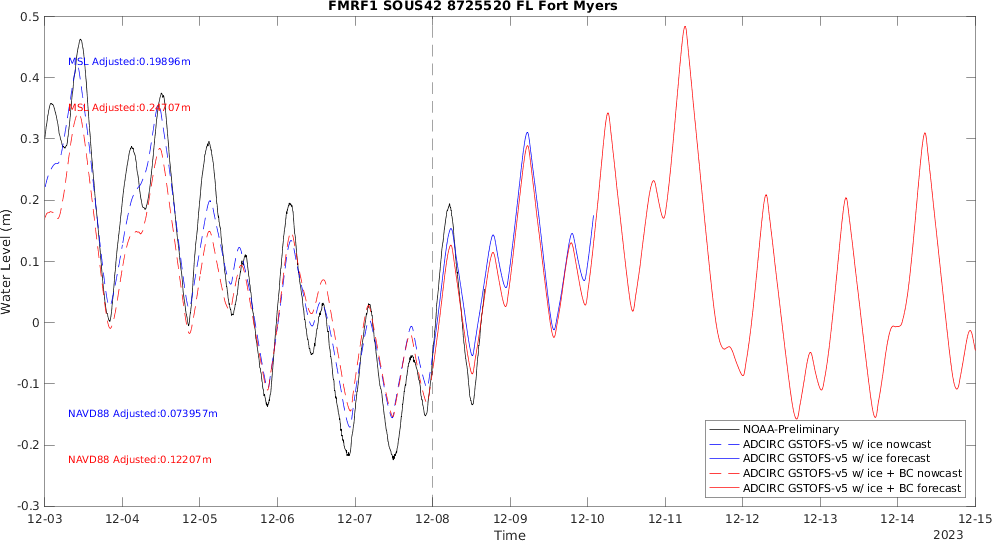 FMRF1 SOUS42 8725520 FL Fort Myers
0.5
0.4
0.3
0.2
0.1
0
-0.1
-0.2
-0.3
Water Level (m)
MSL Adjusted:0.19896m
MSL Adjusted:0.24707m
NAVD88 Adjusted:0.073957m
NAVD88 Adjusted:0.12207m
NOAA-Preliminary
ADCIRC GSTOFS-v5 w/ ice nowcast
ADCIRC GSTOFS-v5 w/ ice forecast
ADCIRC GSTOFS-v5 w/ ice + BC nowcast
ADCIRC GSTOFS-v5 w/ ice + BC forecast
12-03 12-04 12-05 12-06 12-07 12-08 12-09 12-10 12-11 12-12 12-13 12-14 12-15
Time
2023